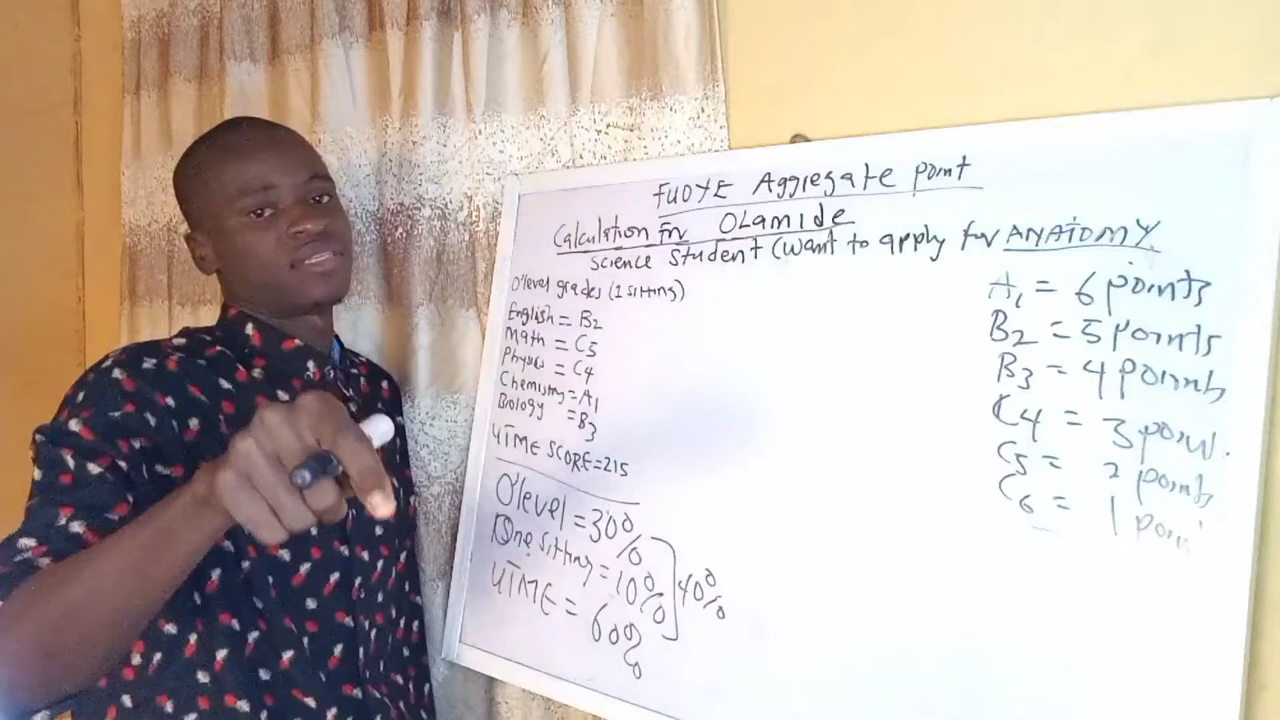 FUOYE Aggregate point
Calculation for OLamide
Science Student (want to apply for ANATOMY
O'level grades (1 sitting)
English = B2
Math = C5
Physics = C4
Chemistry = A1
Biology = B3
UTME SCORE = 215
O'level = 30%
One sitting = 10%
40%
UTME = 60%
A1 = 6 points
B2 = 5 points
B3 = 4 points
C4 = 3 point.
C5 = 2 points
C6 = 1 poin